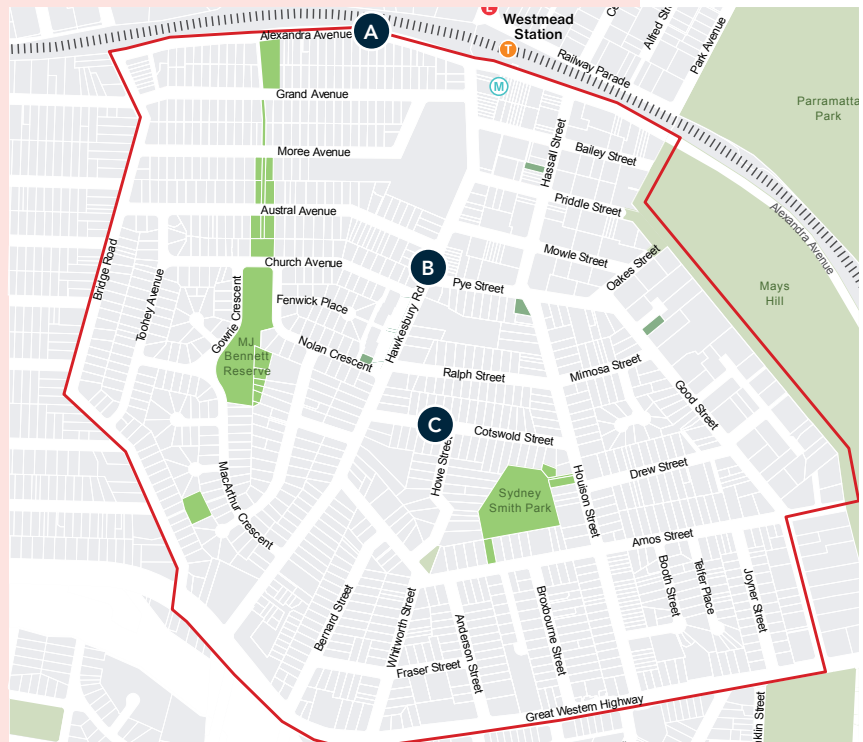 Alexandra Avenue
A
L
Westmead
Station
T
M
Railway Parade
Alfred Str
Park Avenue
Parramatta
Park
Grand Avenue
Moree Avenue
Hassall Street
Bailey Street
Priddle Street
Austral Avenue
Mowle Street
Oakes Street
Alexandra Avenue
Mays
Hill
Bridge Road
Toohey Avenue
Church Avenue
B
Pye Street
Hawkesbury Rd
Gowrie Crescent
Fenwick Place
Nolan Crescent
MJ
Bennett
Reserve
Ralph Street
Mimosa Street
Good Street
C
Cotswold Street
Howe Street
MacArthur Crescent
Sydney
Smith Park
Houison Street
Drew Street
Amos Street
Bernard Street
Whitworth Street
Fraser Street
Anderson Street
Broxbourne Street
Booth Street
Telfer Place
Joyner Street
Great Western Highway
klin Street